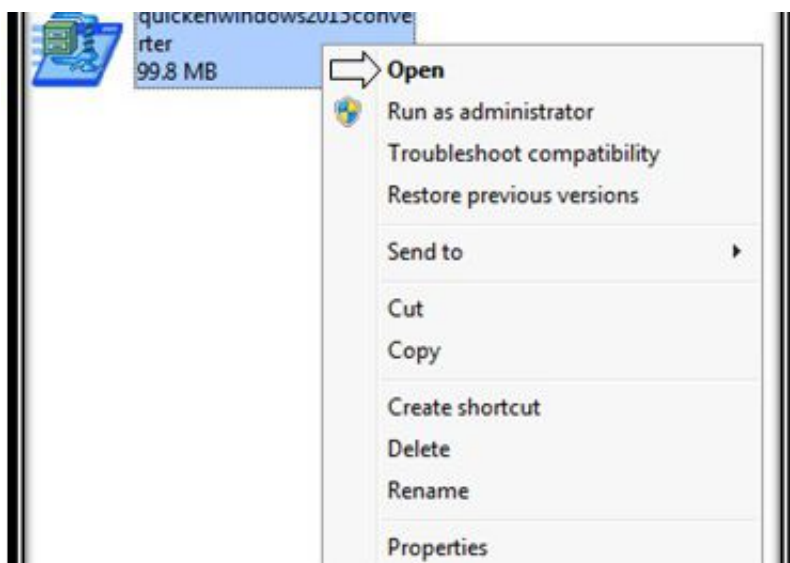 quickenwindows2015conve
rter
99.8 MB
Open
Run as administrator
Troubleshoot compatibility
Restore previous versions
Send to
Cut
Copy
Create shortcut
Delete
Rename
Properties